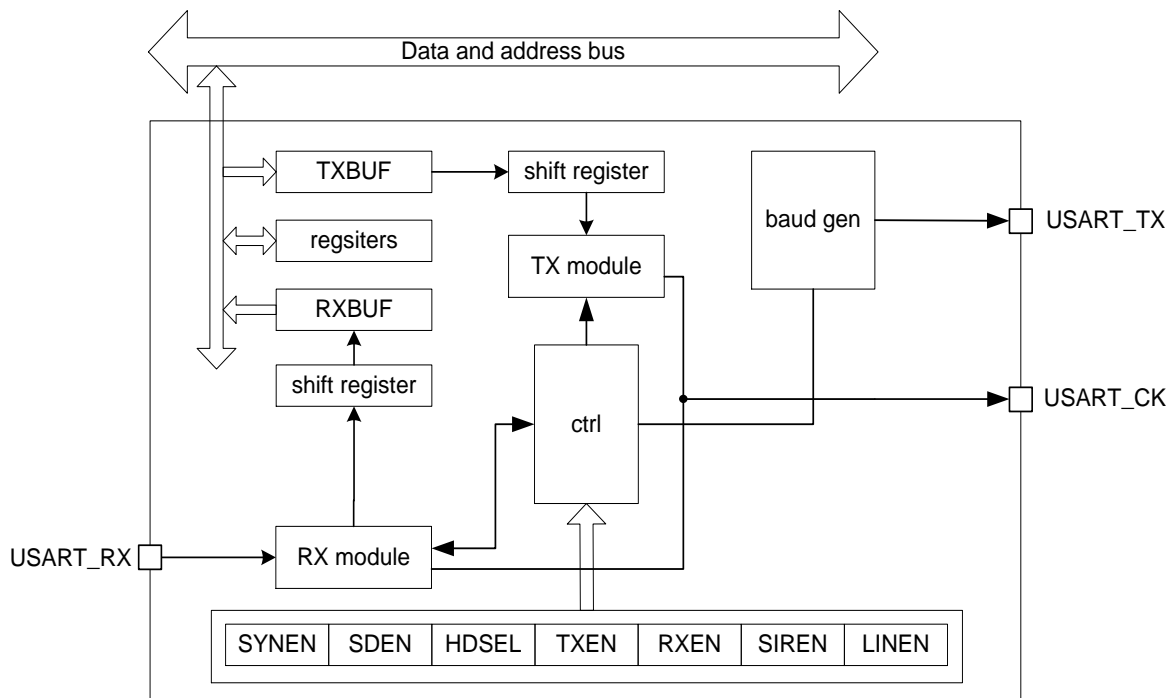 Data and address bus
TXBUF
shift register
baud gen
USART_TX
regsiters
TX module
RXBUF
shift register
ctrl
USART_CK
USART_RX
RX module
SYNEN SDEN HDSEL TXEN RXEN SIREN LINEN